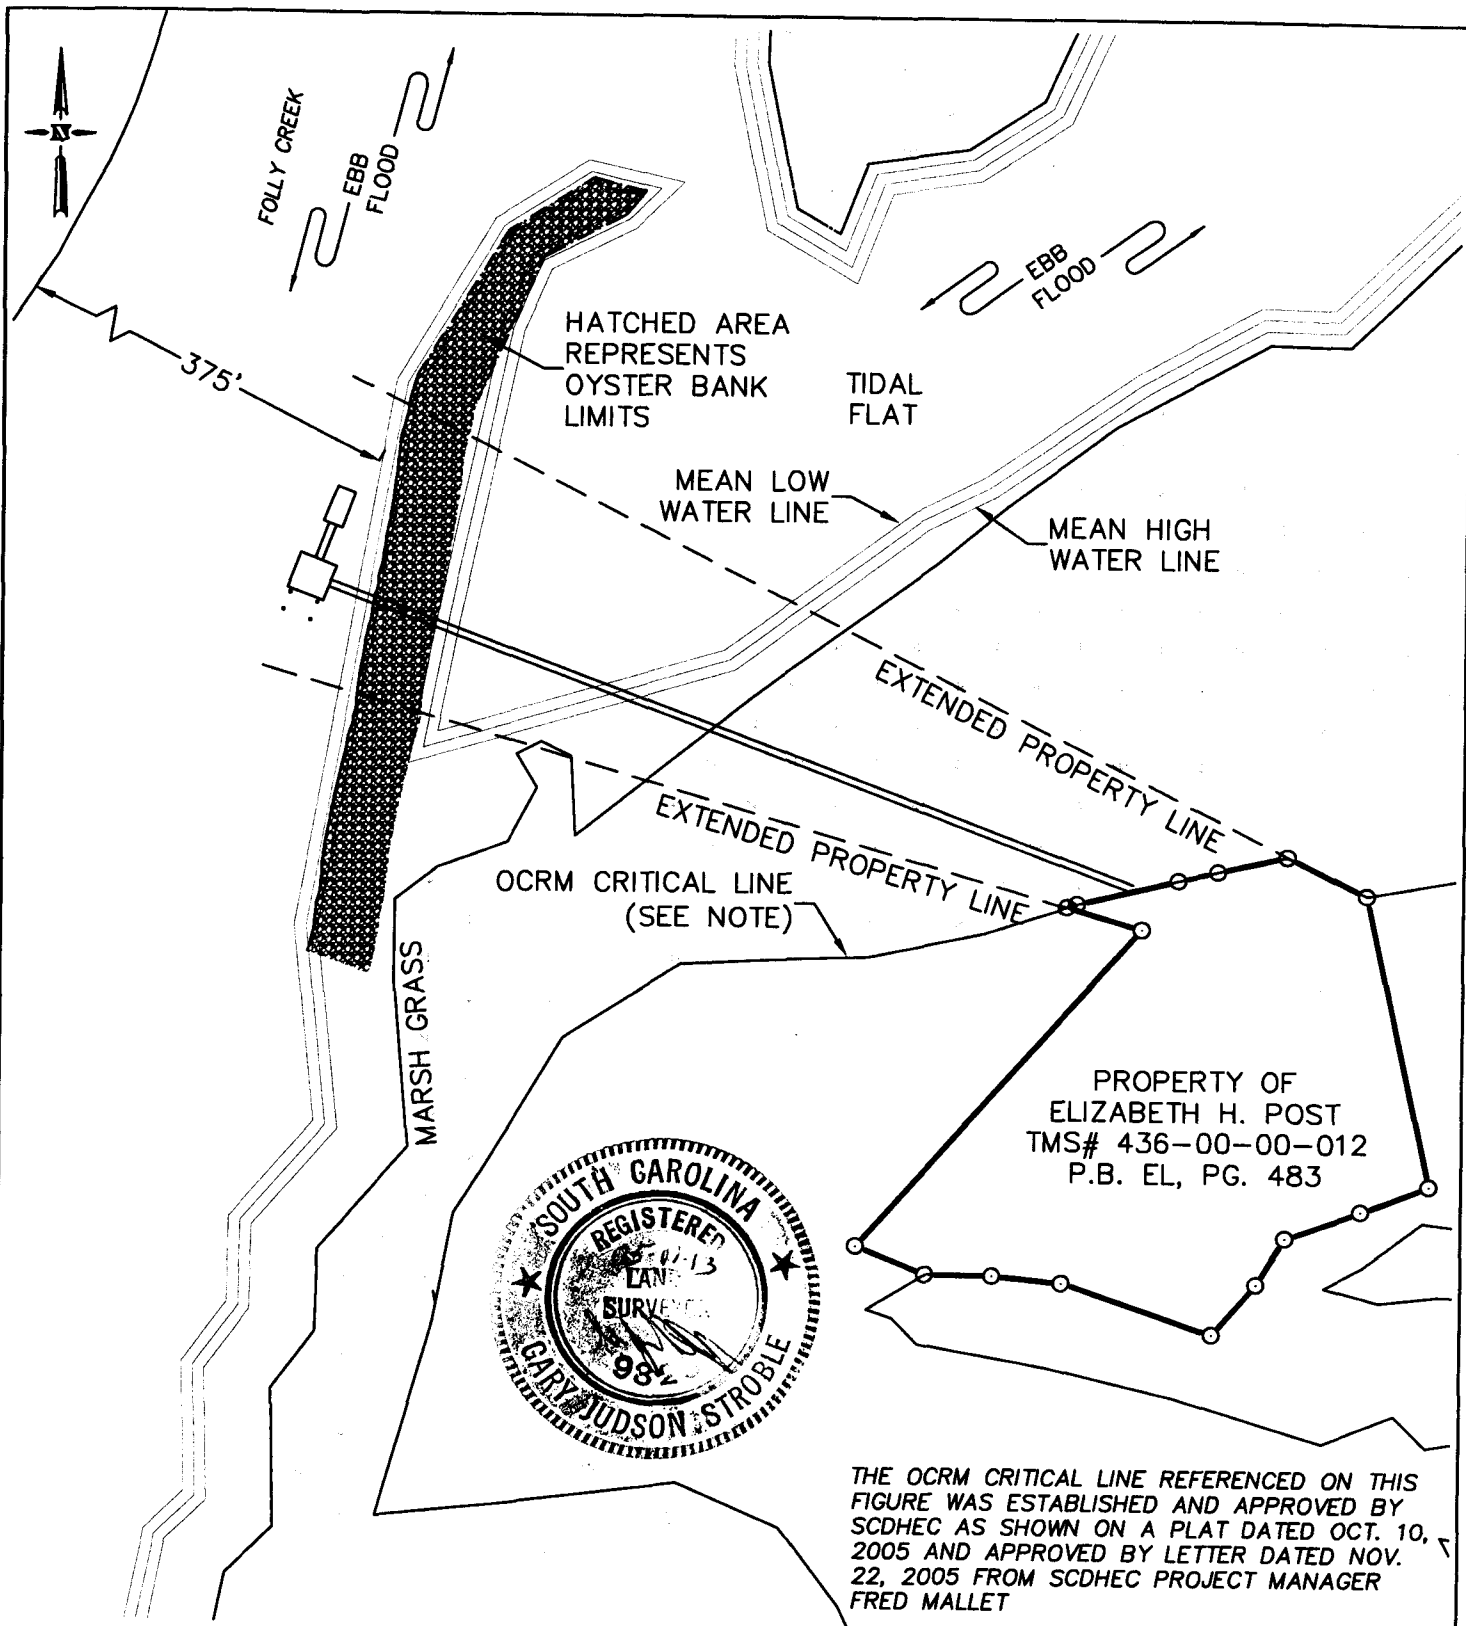 N
FOLLY CREEK
EBB
FLOOD
EBB
FLOOD
375'
HATCHED AREA
REPRESENTS
OYSTER BANK
LIMITS
TIDAL
FLAT
MEAN LOW
WATER LINE
MEAN HIGH
WATER LINE
EXTENDED PROPERTY LINE
EXTENDED PROPERTY LINE
OCRM CRITICAL LINE
(SEE NOTE)
MARSH GRASS
PROPERTY OF
ELIZABETH H. POST
TMS# 436-00-00-012
P.B. EL, PG. 483
SOUTH CAROLINA
REGISTERED
GARY JUDSON STROBLE
THE OCRM CRITICAL LINE REFERENCED ON THIS
FIGURE WAS ESTABLISHED AND APPROVED BY
SCDHEC AS SHOWN ON A PLAT DATED OCT. 10,
2005 AND APPROVED BY LETTER DATED NOV.
22, 2005 FROM SCDHEC PROJECT MANAGER
FRED MALLET